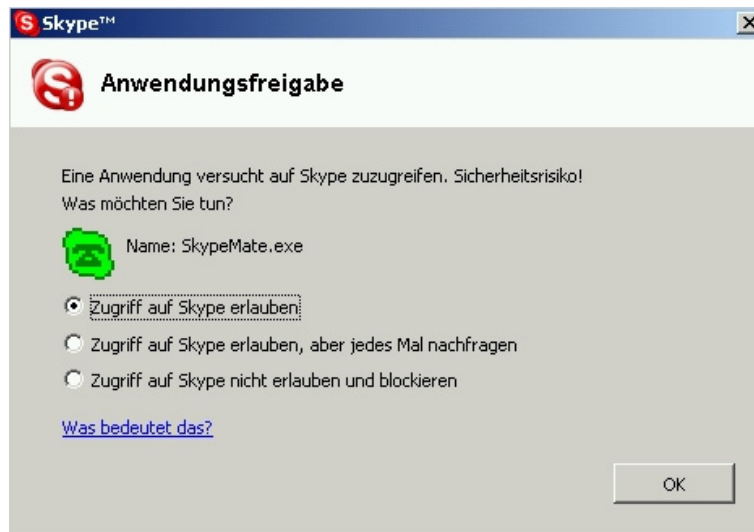 Skype™
Anwendungsfreigabe
Eine Anwendung versucht auf Skype zuzugreifen. Sicherheitsrisiko!
Was möchten Sie tun?
Name: SkypeMate.exe
Zugriff auf Skype erlauben
Zugriff auf Skype erlauben, aber jedes Mal nachfragen
Zugriff auf Skype nicht erlauben und blockieren
Was bedeutet das?
OK